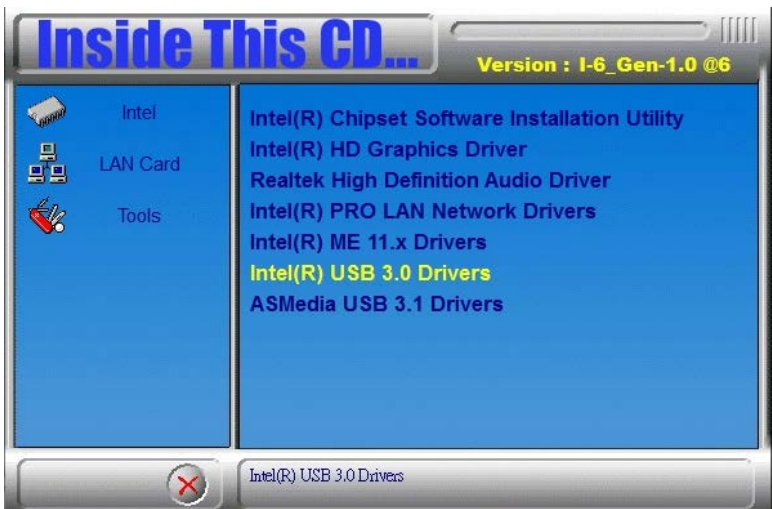 Inside This CD...
Version : I-6_Gen-1.0 @6
Intel
LAN Card
Tools
Intel(R) Chipset Software Installation Utility
Intel(R) HD Graphics Driver
Realtek High Definition Audio Driver
Intel(R) PRO LAN Network Drivers
Intel(R) ME 11.x Drivers
Intel(R) USB 3.0 Drivers
ASMedia USB 3.1 Drivers
Intel(R) USB 3.0 Drivers